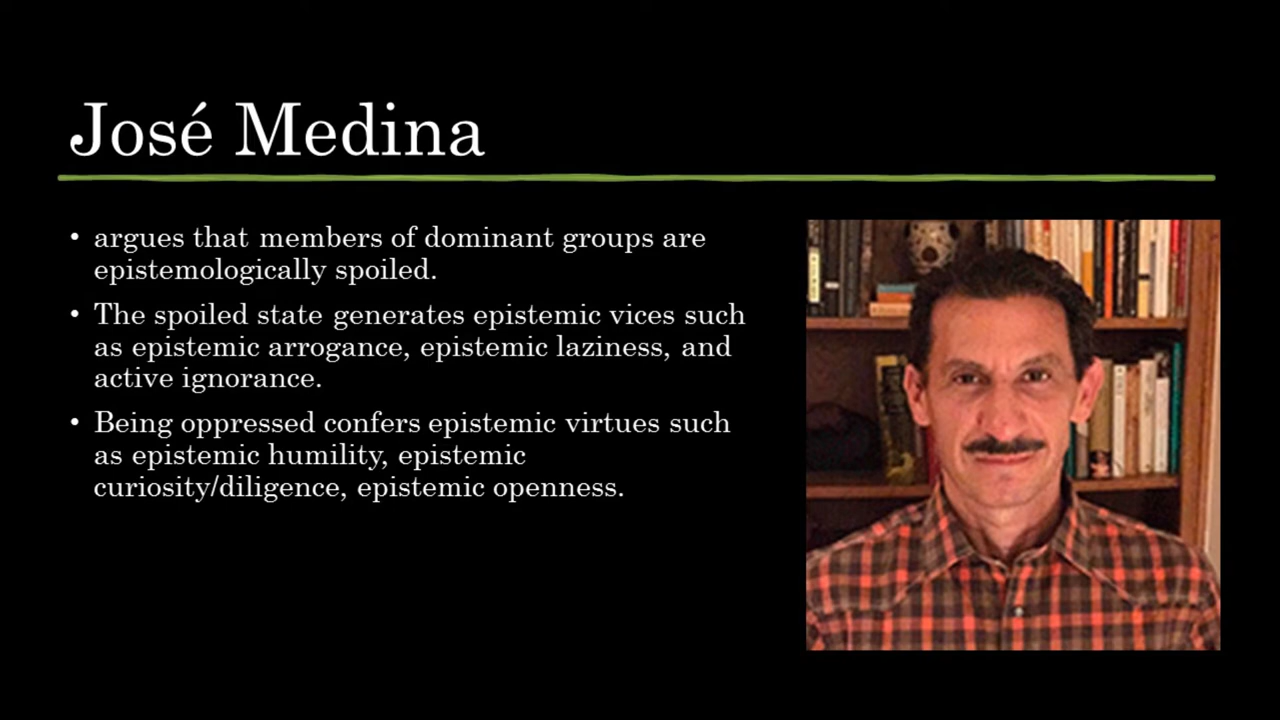 José Medina
• argues that members of dominant groups are
epistemologically spoiled.
• The spoiled state generates epistemic vices such
as epistemic arrogance, epistemic laziness, and
active ignorance.
• Being oppressed confers epistemic virtues such
as epistemic humility, epistemic
curiosity/diligence, epistemic openness.